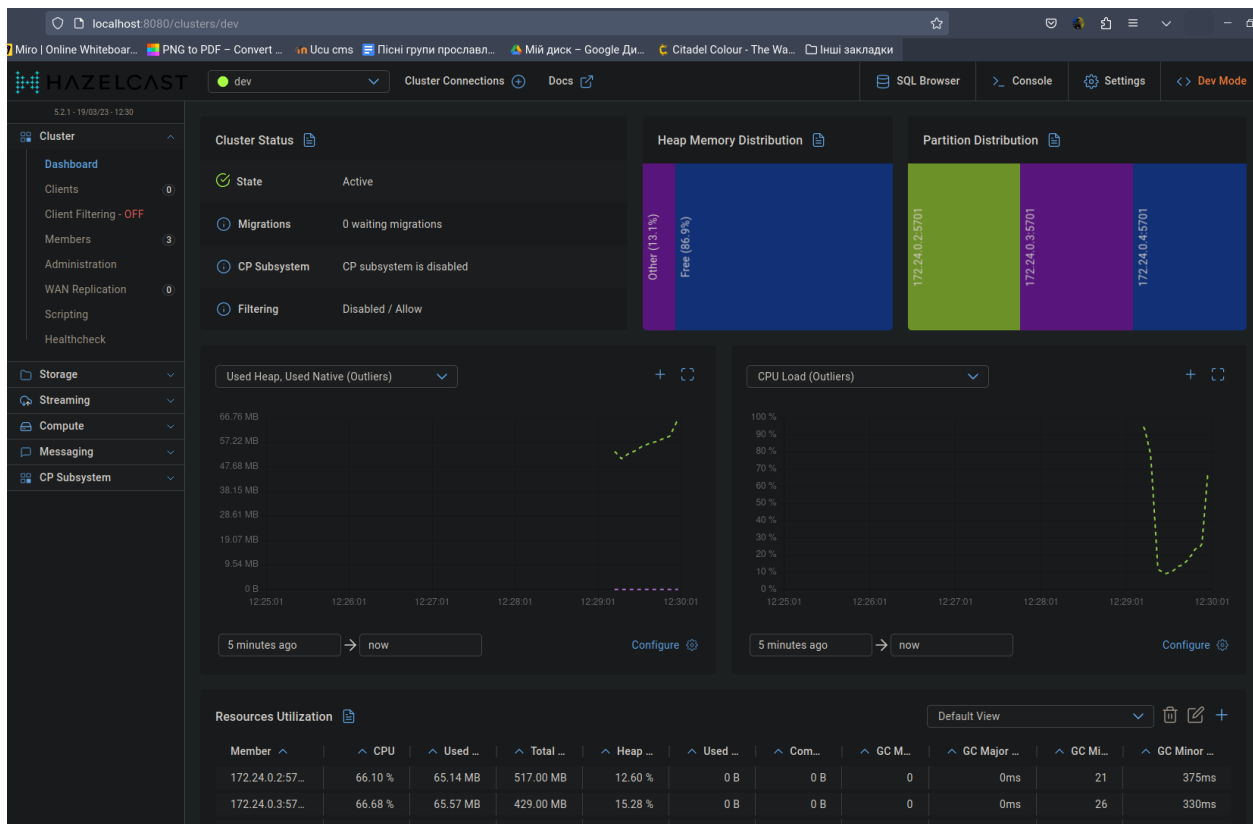 localhost:8080/clusters/dev
Miro | Online Whiteboar... PNG to PDF – Convert ... Ucu cms Пісні групи прославл... Мій диск – Google Ди... Citadel Colour - The Wa... Інші закладки
HAZELCAST dev Cluster Connections Docs SQL Browser >_ Console Settings <> Dev Mode
5.2.1 - 19/03/23 - 12:30
Cluster
Dashboard
Clients 0
Client Filtering - OFF
Members 3
Administration
WAN Replication 0
Scripting
Healthcheck
Storage
Streaming
Compute
Messaging
CP Subsystem
Cluster Status
State Active
Migrations 0 waiting migrations
CP Subsystem CP subsystem is disabled
Filtering Disabled / Allow
Heap Memory Distribution
Other (13.1%)
Free (86.9%)
Partition Distribution
172.24.0.2:5701
172.24.0.3:5701
172.24.0.4:5701
Used Heap, Used Native (Outliers)
66.76 MB
57.22 MB
47.68 MB
38.15 MB
28.61 MB
19.07 MB
9.54 MB
0 B
12:25:01 12:26:01 12:27:01 12:28:01 12:29:01 12:30:01
5 minutes ago now Configure
CPU Load (Outliers)
100 %
90 %
80 %
70 %
60 %
50 %
40 %
30 %
20 %
10 %
0 %
12:25:01 12:26:01 12:27:01 12:28:01 12:29:01 12:30:01
5 minutes ago now Configure
Resources Utilization Default View
Member CPU Used ... Total ... Heap ... Used ... Com... GC M... GC Major ... GC Mi... GC Minor ...
172.24.0.2:57... 66.10 % 65.14 MB 517.00 MB 12.60 % 0 B 0 B 0 0ms 21 375ms
172.24.0.3:57... 66.68 % 65.57 MB 429.00 MB 15.28 % 0 B 0 B 0 0ms 26 330ms